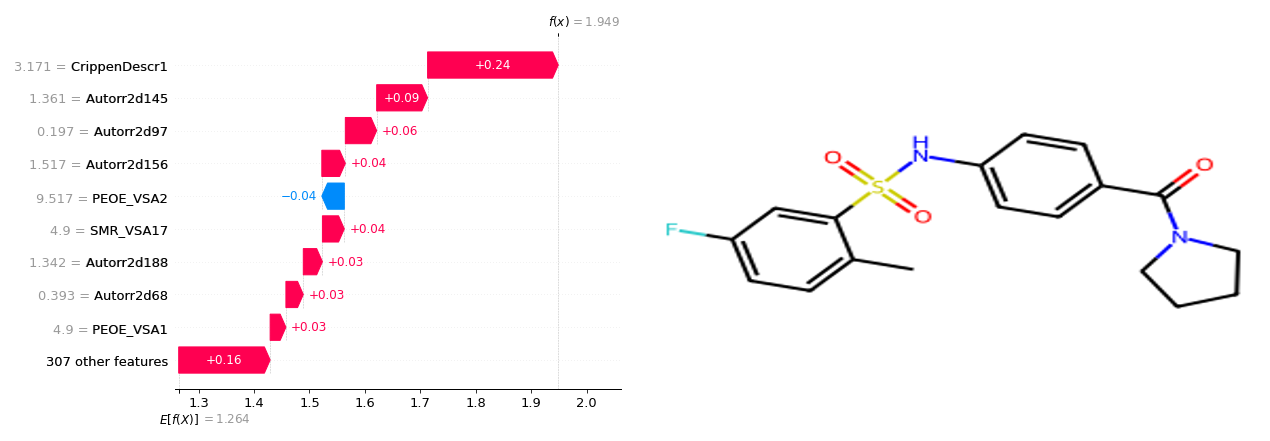 f(x) = 1.949
3.171 = CrippenDescr1
+0.24
1.361 = Autorr2d145
+0.09
0.197 = Autorr2d97
+0.06
1.517 = Autorr2d156
+0.04
9.517 = PEOE_VSA2
−0.04
4.9 = SMR_VSA17
+0.04
1.342 = Autorr2d188
+0.03
0.393 = Autorr2d68
+0.03
4.9 = PEOE_VSA1
+0.03
307 other features
+0.16
1.3 1.4 1.5 1.6 1.7 1.8 1.9 2.0
E[f(X)] = 1.264
H
N
O
O
S
O
F
N